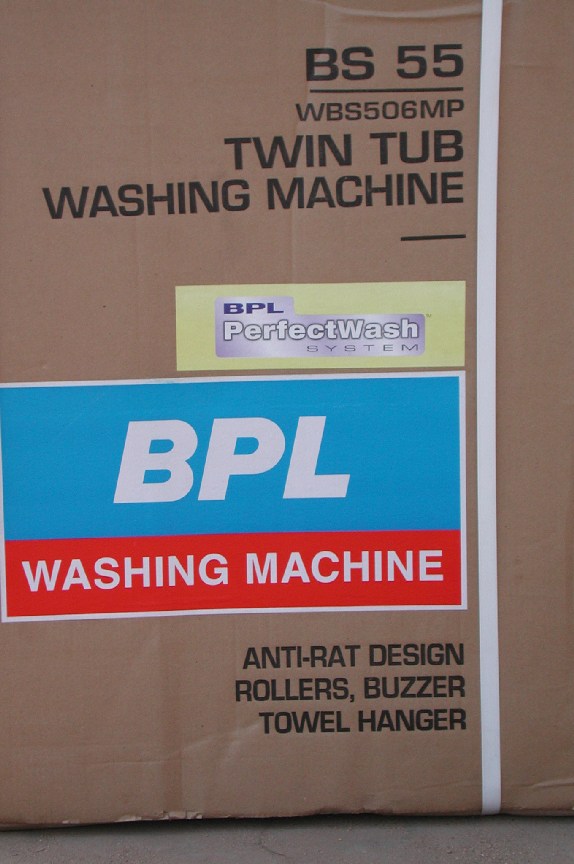 BS 55
WBS506MP
TWIN TUB
WASHING MACHINE
BPL
PerfectWash
SYSTEM
BPL
WASHING MACHINE
ANTI-RAT DESIGN
ROLLERS, BUZZER
TOWEL HANGER